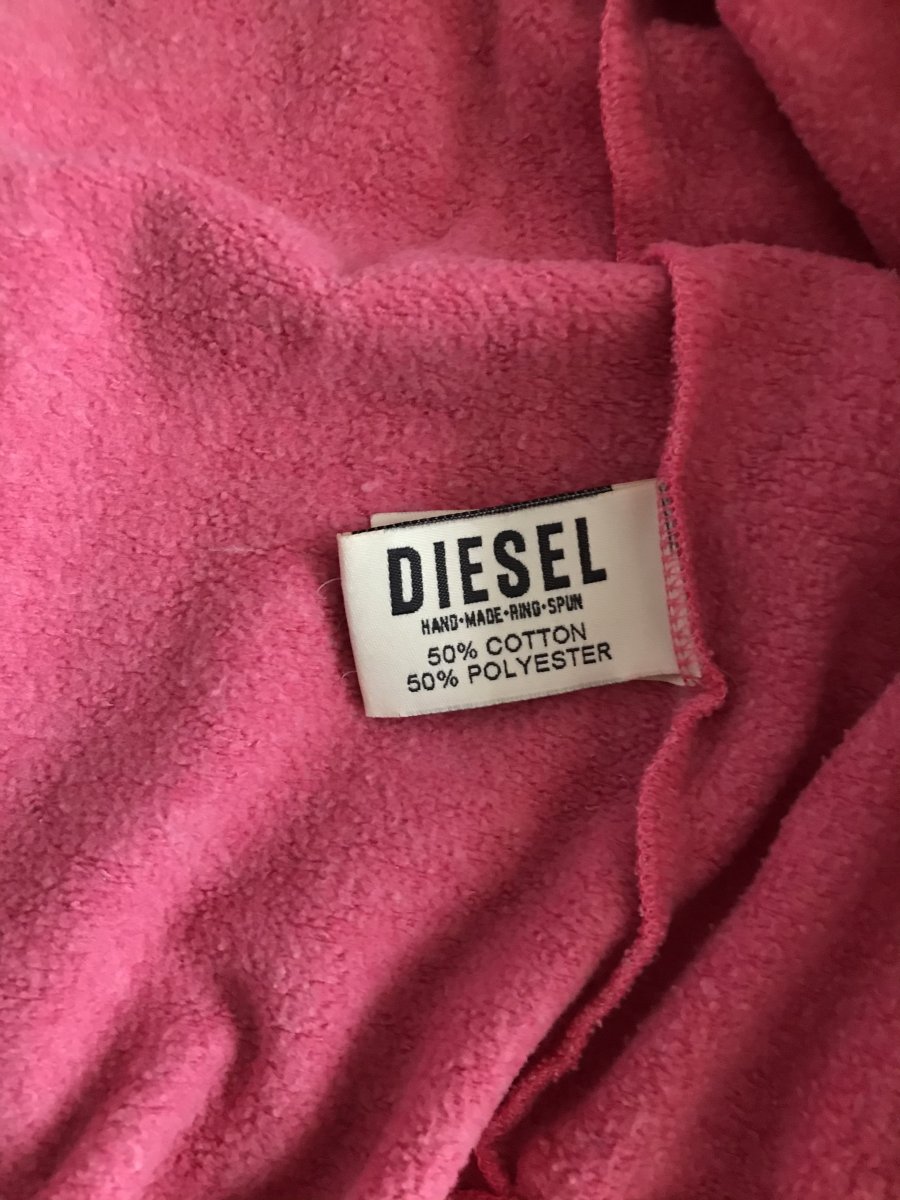 DIESEL
HAND•MADE•RING•SPUN
50% COTTON
50% POLYESTER